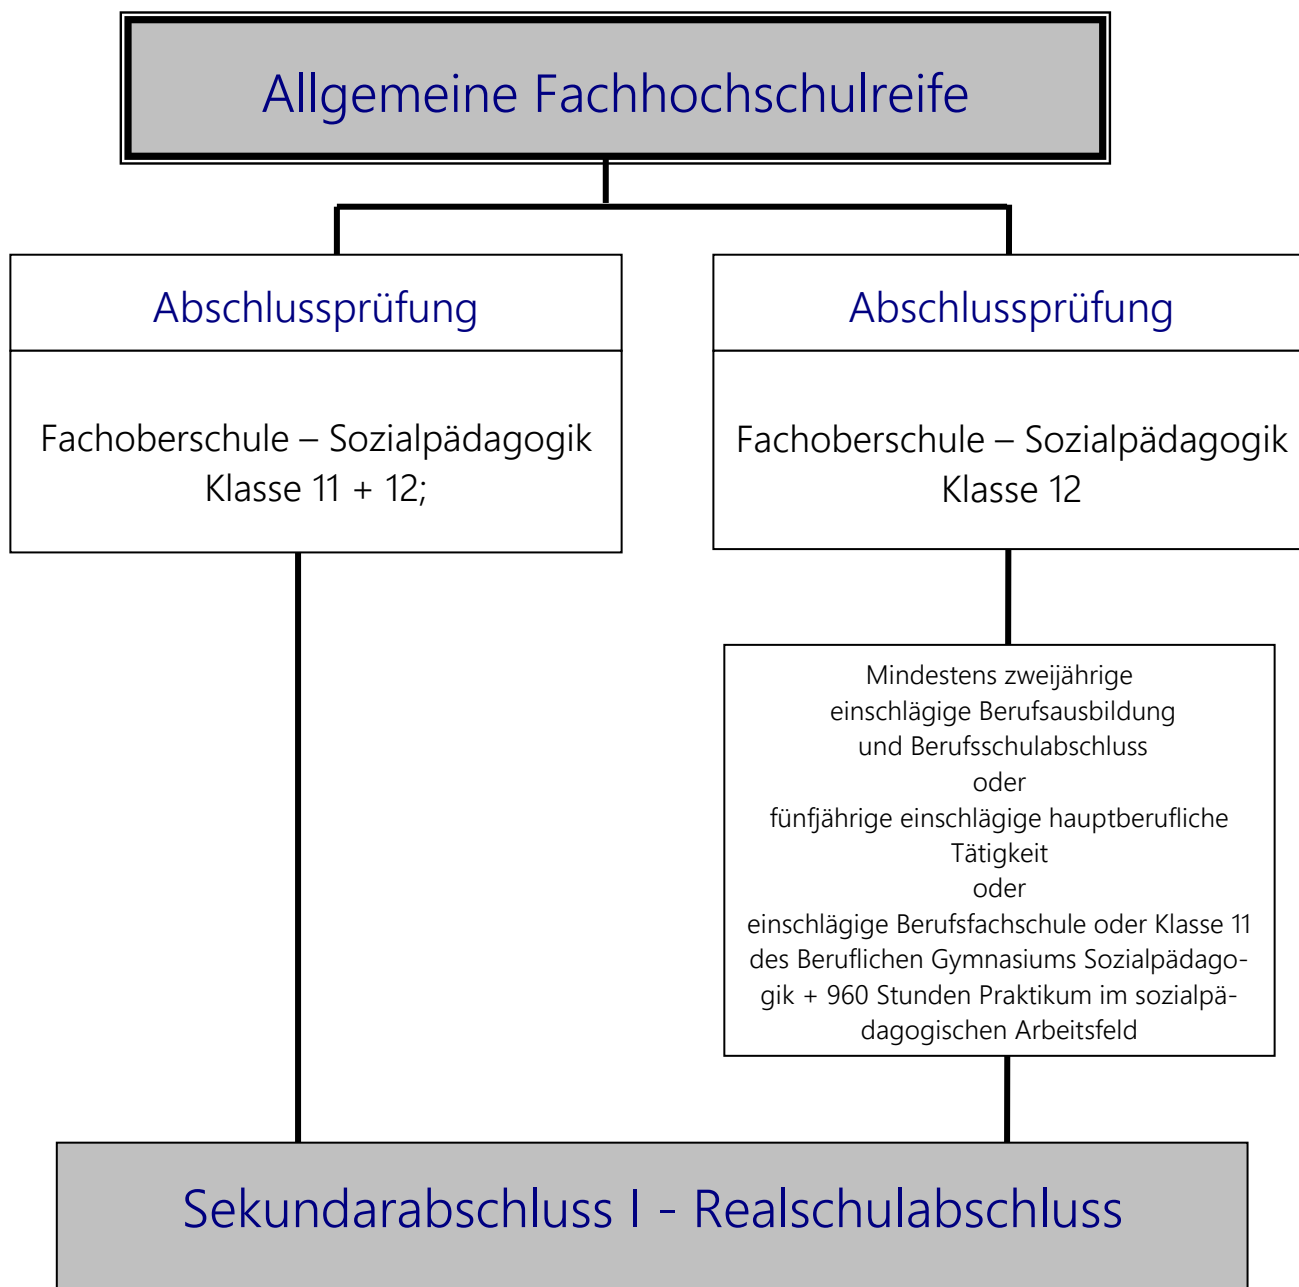 Allgemeine Fachhochschulreife
Abschlussprüfung
Fachoberschule – Sozialpädagogik
Klasse 11 + 12;
Abschlussprüfung
Fachoberschule – Sozialpädagogik
Klasse 12
Mindestens zweijährige
einschlägige Berufsausbildung
und Berufsschulabschluss
oder
fünfjährige einschlägige hauptberufliche
Tätigkeit
oder
einschlägige Berufsfachschule oder Klasse 11
des Beruflichen Gymnasiums Sozialpädago-
gik + 960 Stunden Praktikum im sozialpä-
dagogischen Arbeitsfeld
Sekundarabschluss I - Realschulabschluss